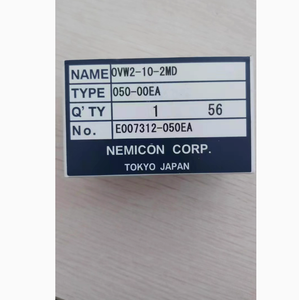 NAME OVW2-10-2MD
TYPE 050-00EA
Q'TY 1 56
No. E007312-050EA
NEMICON CORP.
TOKYO JAPAN